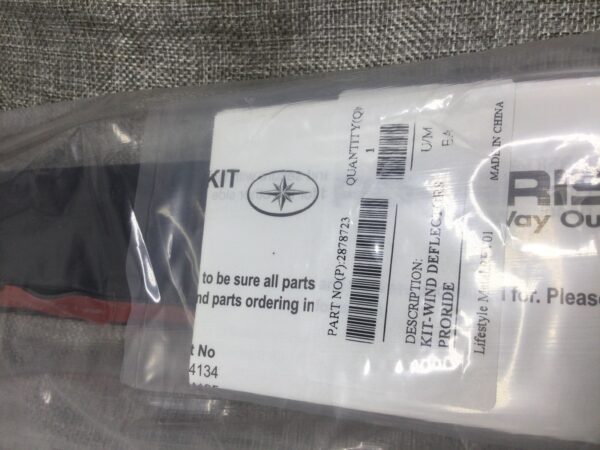 KIT
to be sure all parts
nd parts ordering in
t No
4134
PART NO(P):2878723
QUANTITY(Q)
1
DESCRIPTION:
KIT-WIND DEFLECTORS
PRORIDE
U/M
EA
Lifestyle
01
MADE IN CHINA
RIS
Way Ou
for. Please